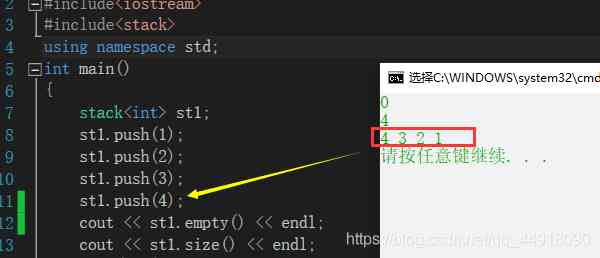 2
#include<iostream>
3
#include<stack>
4
using namespace std;
5
int main()
6
{
7
stack<int> st1;
8
st1.push(1);
9
st1.push(2);
10
st1.push(3);
11
st1.push(4);
12
cout << st1.empty() << endl;
13
cout << st1.size() << endl;
选择C:\WINDOWS\system32\cmd
0
4
4 3 2 1
请按任意键继续. . .
https://blog.csdn.net/qq_44918090